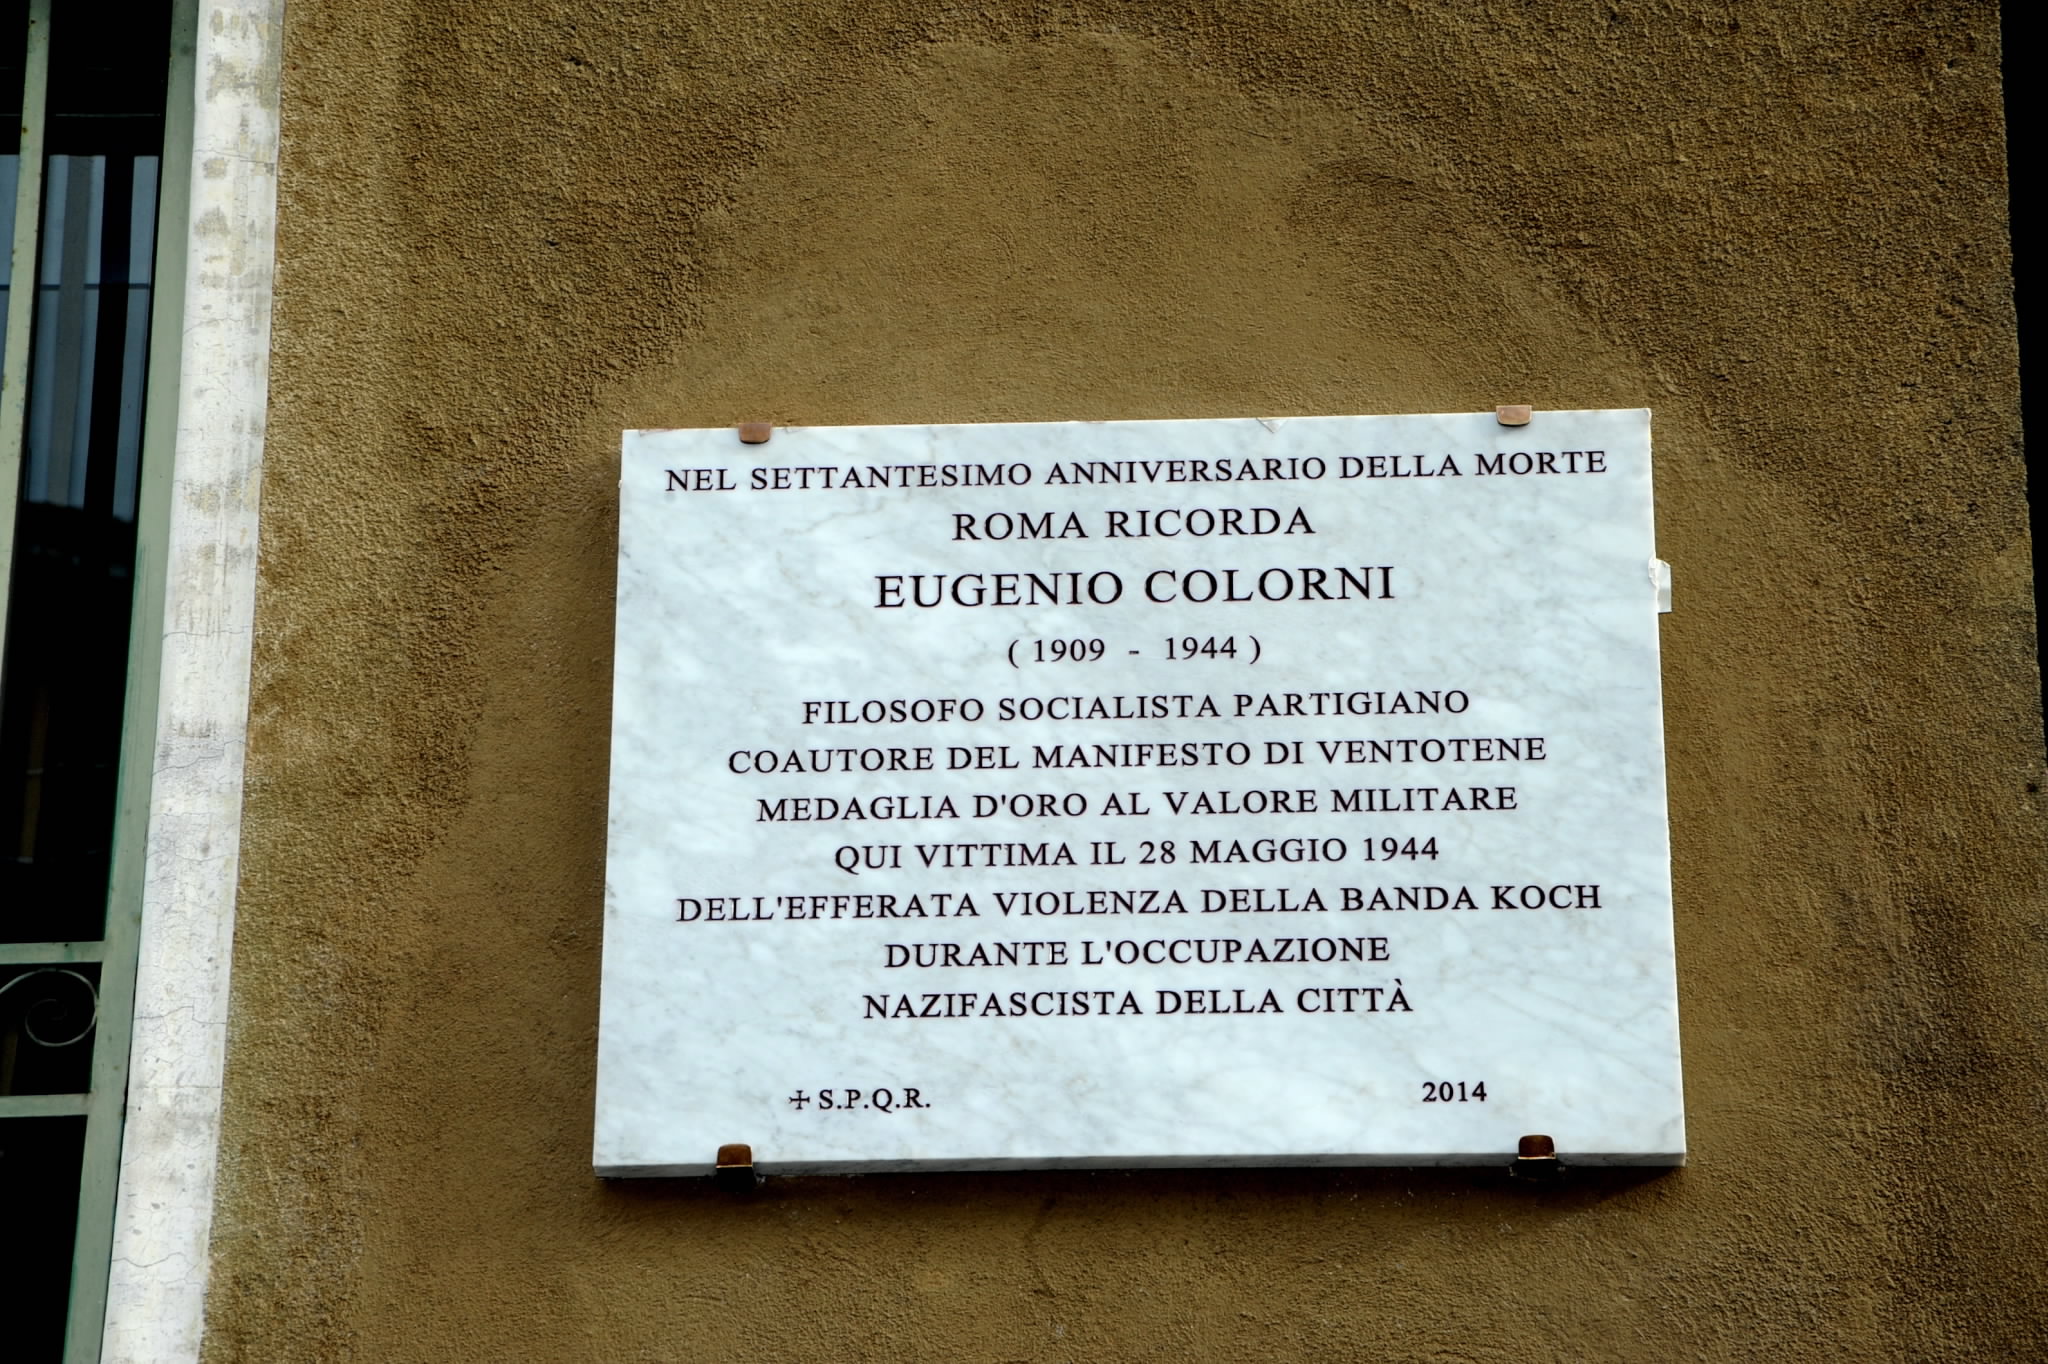 NEL SETTANTESIMO ANNIVERSARIO DELLA MORTE
ROMA RICORDA
EUGENIO COLORNI
( 1909 - 1944 )
FILOSOFO SOCIALISTA PARTIGIANO
COAUTORE DEL MANIFESTO DI VENTOTENE
MEDAGLIA D'ORO AL VALORE MILITARE
QUI VITTIMA IL 28 MAGGIO 1944
DELL'EFFERATA VIOLENZA DELLA BANDA KOCH
DURANTE L'OCCUPAZIONE
NAZIFASCISTA DELLA CITTÀ
☩ S.P.Q.R. 2014